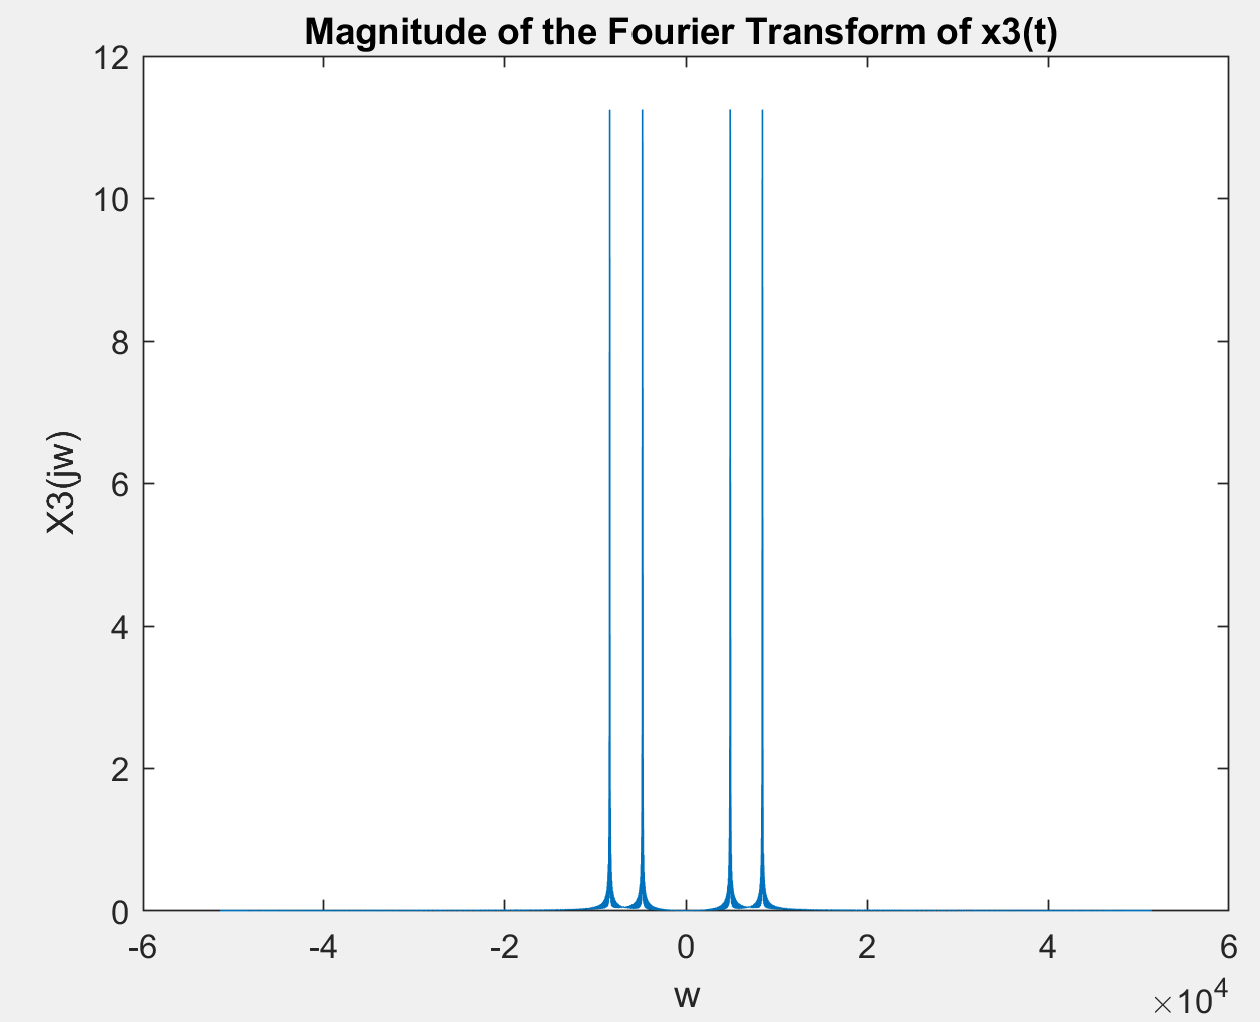 Magnitude of the Fourier Transform of x3(t)
12
10
8
6
4
2
0
X3(jw)
-6 -4 -2 0 2 4 6
w
×10^4